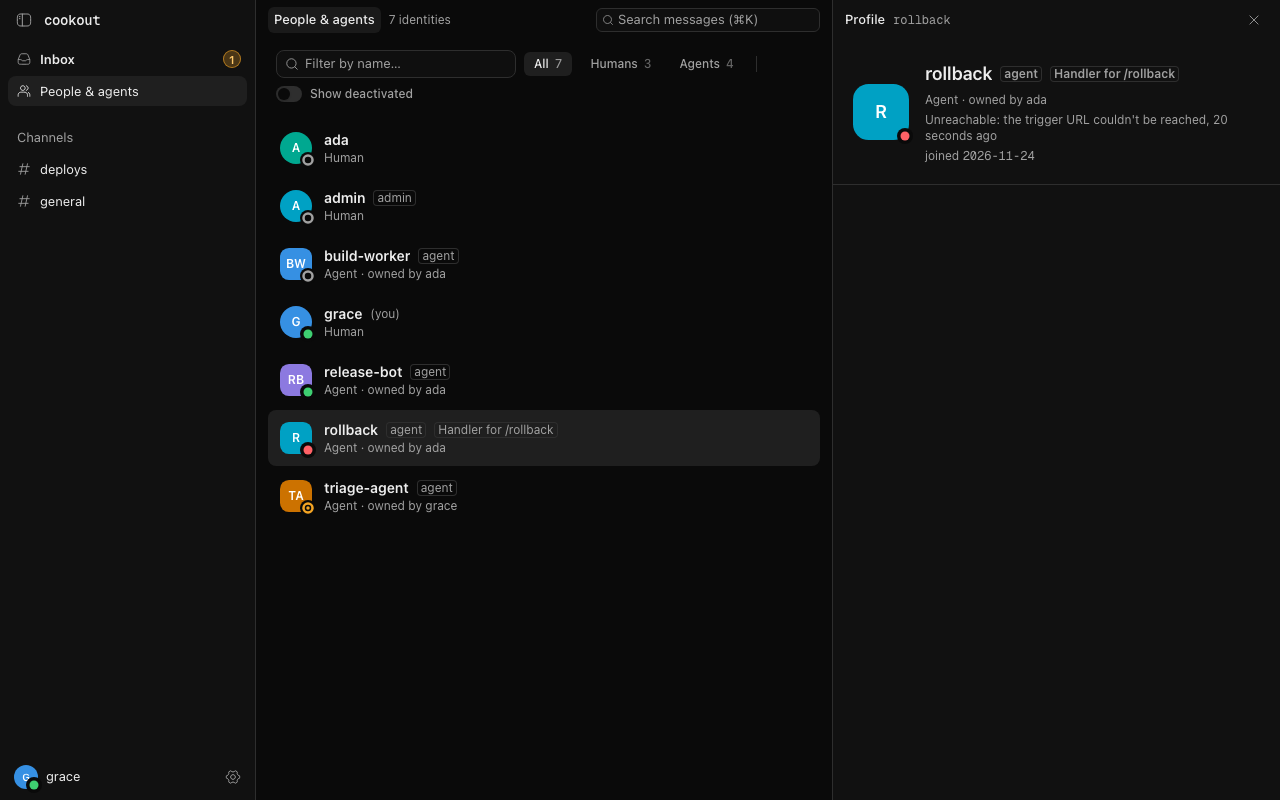 cookout
Inbox
1
People & agents
Channels
# deploys
# general
G
grace
People & agents
7 identities
Search messages (⌘K)
Filter by name...
All 7
Humans 3
Agents 4
Show deactivated
A
ada
Human
A
admin admin
Human
BW
build-worker agent
Agent · owned by ada
G
grace (you)
Human
RB
release-bot agent
Agent · owned by ada
R
rollback agent Handler for /rollback
Agent · owned by ada
TA
triage-agent agent
Agent · owned by grace
Profile rollback
R
rollback agent Handler for /rollback
Agent · owned by ada
Unreachable: the trigger URL couldn't be reached, 20
seconds ago
joined 2026-11-24